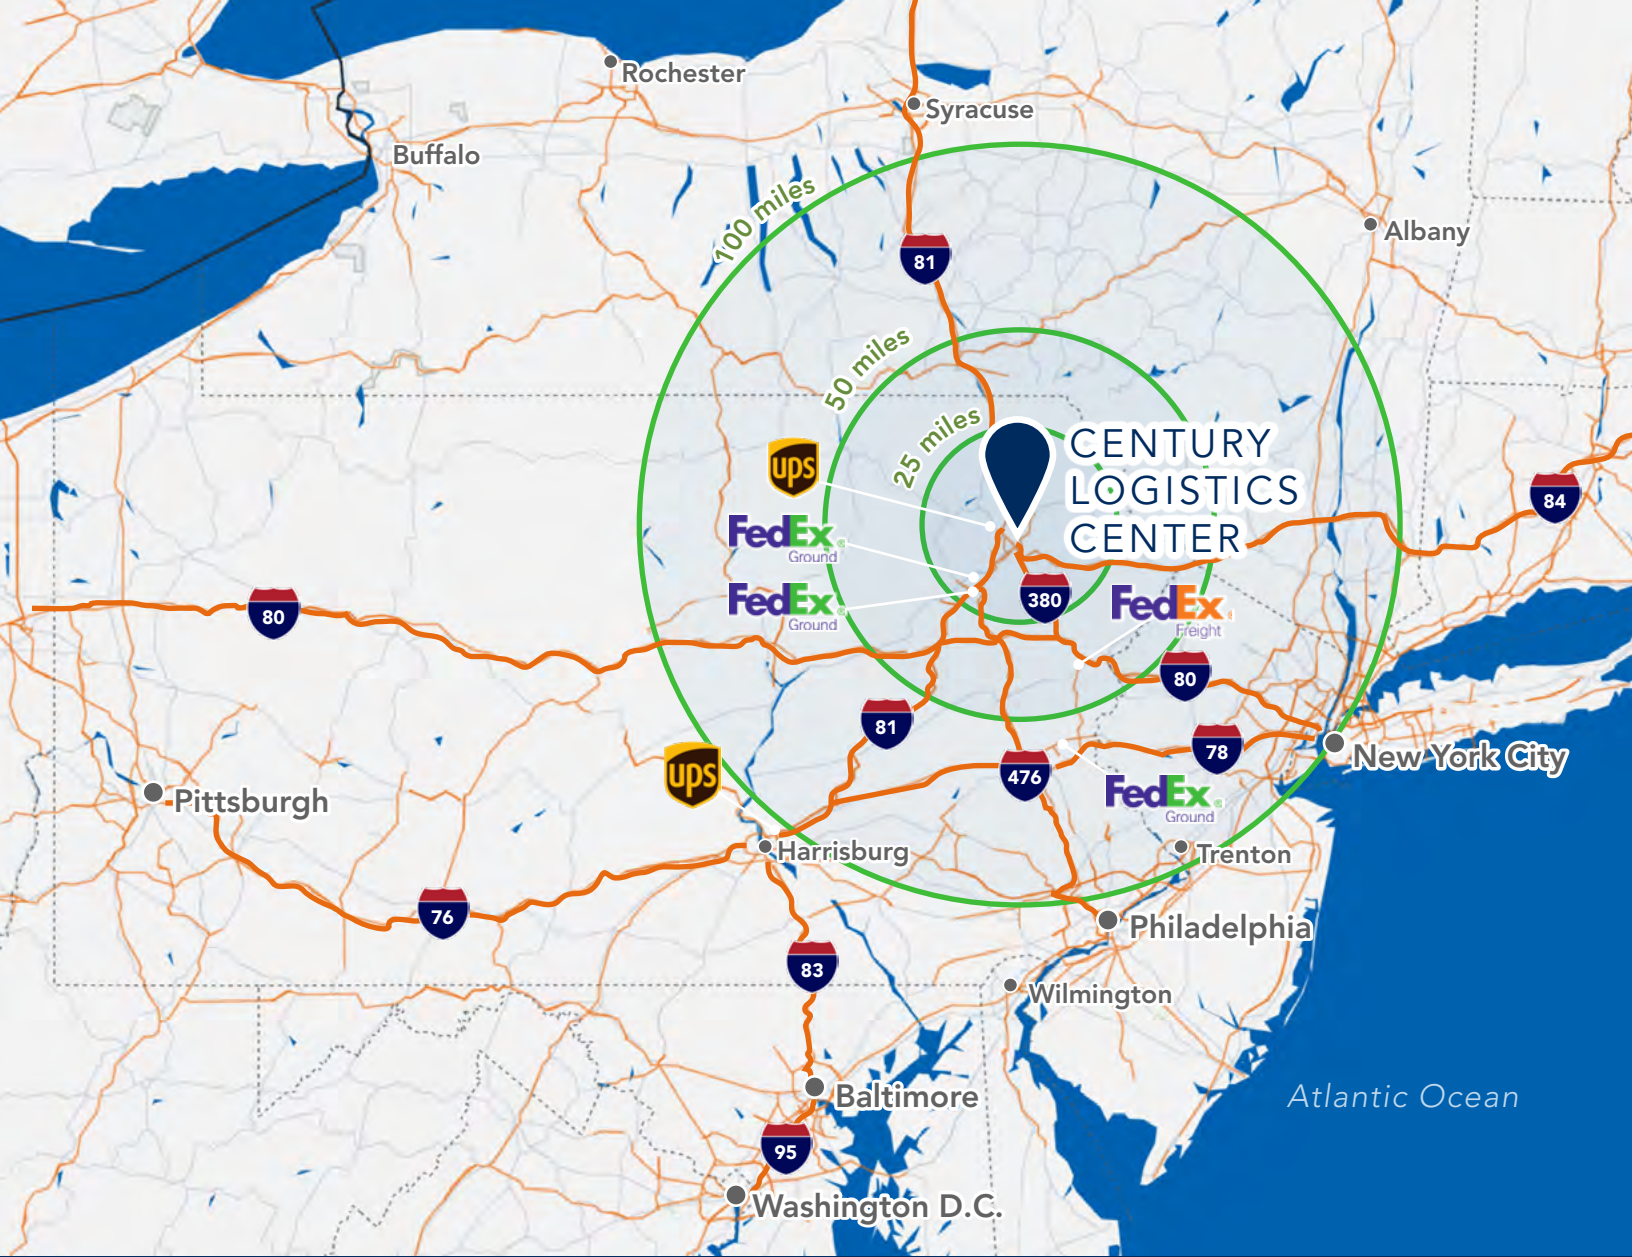 Rochester
Syracuse
Buffalo
100 miles
Albany
81
50 miles
25 miles
CENTURY
LOGISTICS
CENTER
ups
84
FedEx
Ground
FedEx
Ground
380
FedEx
Freight
80
80
81
78
New York City
476
ups
FedEx
Ground
Pittsburgh
Harrisburg
Trenton
76
Philadelphia
83
Wilmington
Baltimore
Atlantic Ocean
95
Washington D.C.